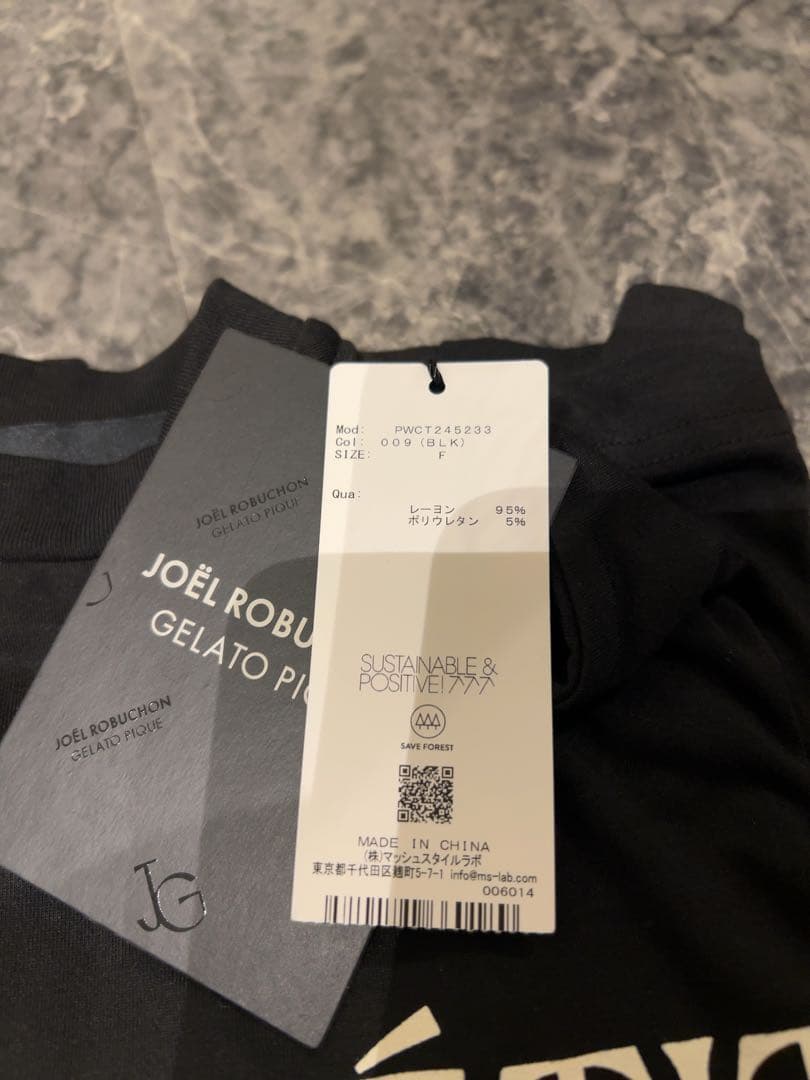 JOËL ROBUCHON
GELATO PIQUE
JOËL ROBU
GELATO PI
JOËL ROBUCHON
GELATO PIQUE
JG
Mod: PWCT245233
Col: 009 (BLK)
SIZE: F
Qua:
レーヨン 95%
ポリウレタン 5%
SUSTAINABLE &
POSITIVE! 777
SAVE FOREST
MADE IN CHINA
(株)マッシュスタイルラボ
東京都千代田区麹町5-7-1 info@ms-lab.com
006014